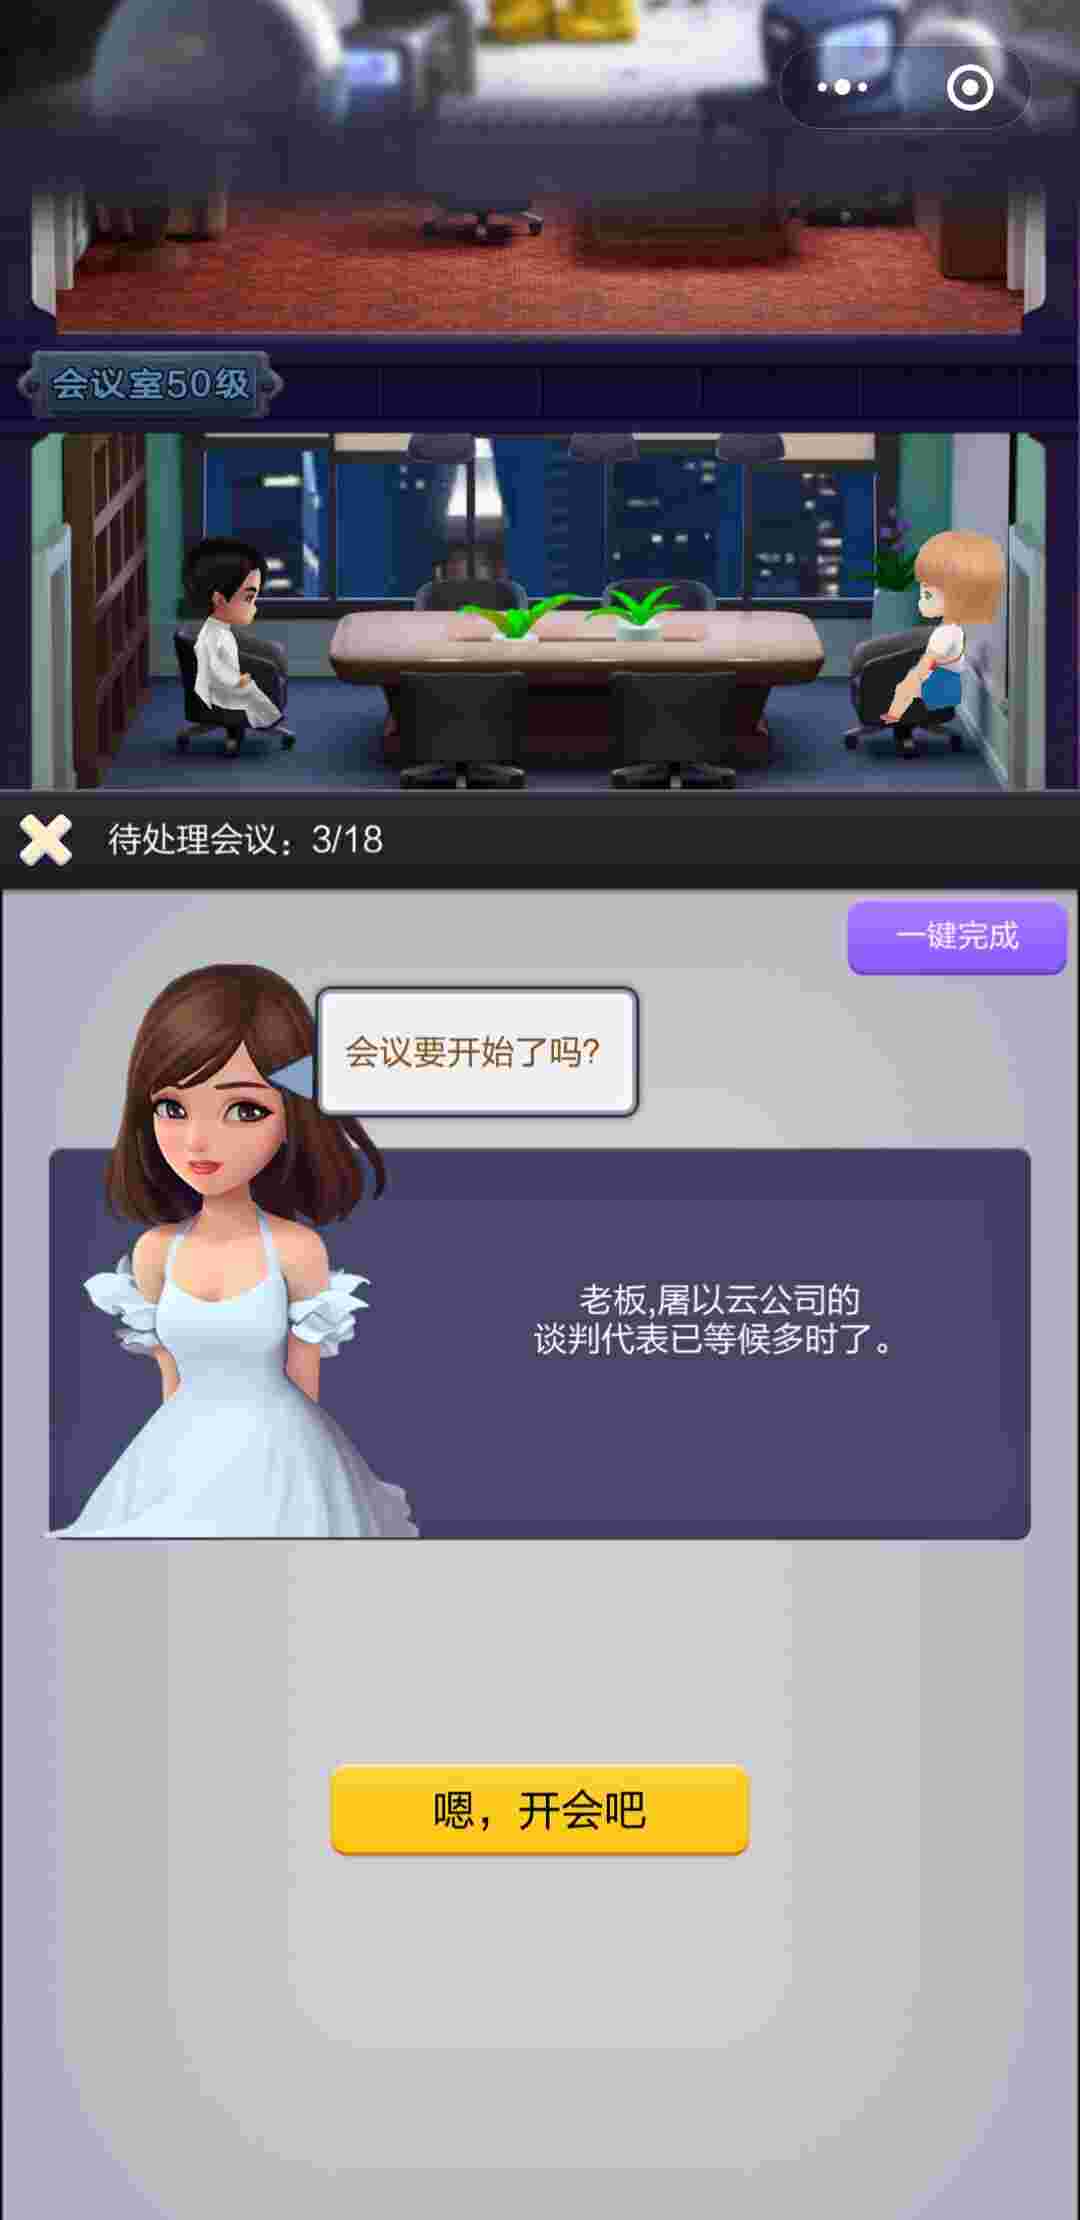 会议室50级
待处理会议：3/18
一键完成
会议要开始了吗?
老板,屠以云公司的
谈判代表已等候多时了。
嗯，开会吧